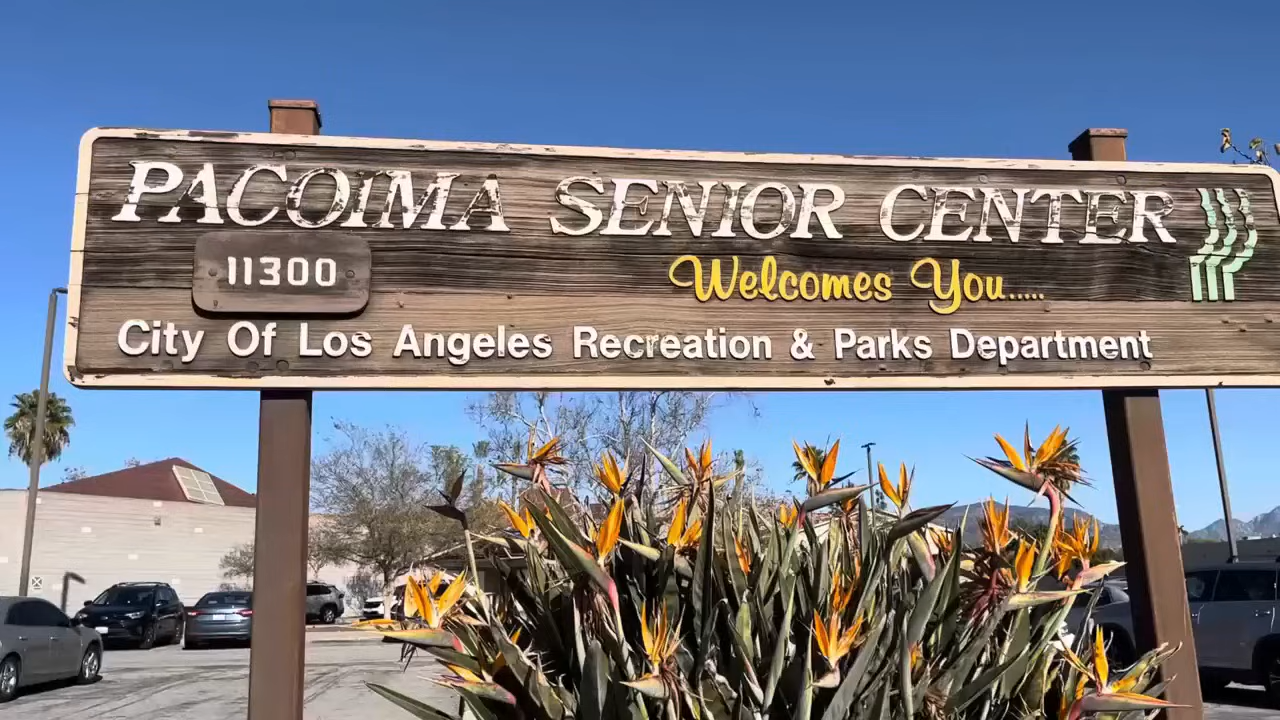 PACOIMA SENIOR CENTER
11300
Welcomes You.....
City Of Los Angeles Recreation & Parks Department